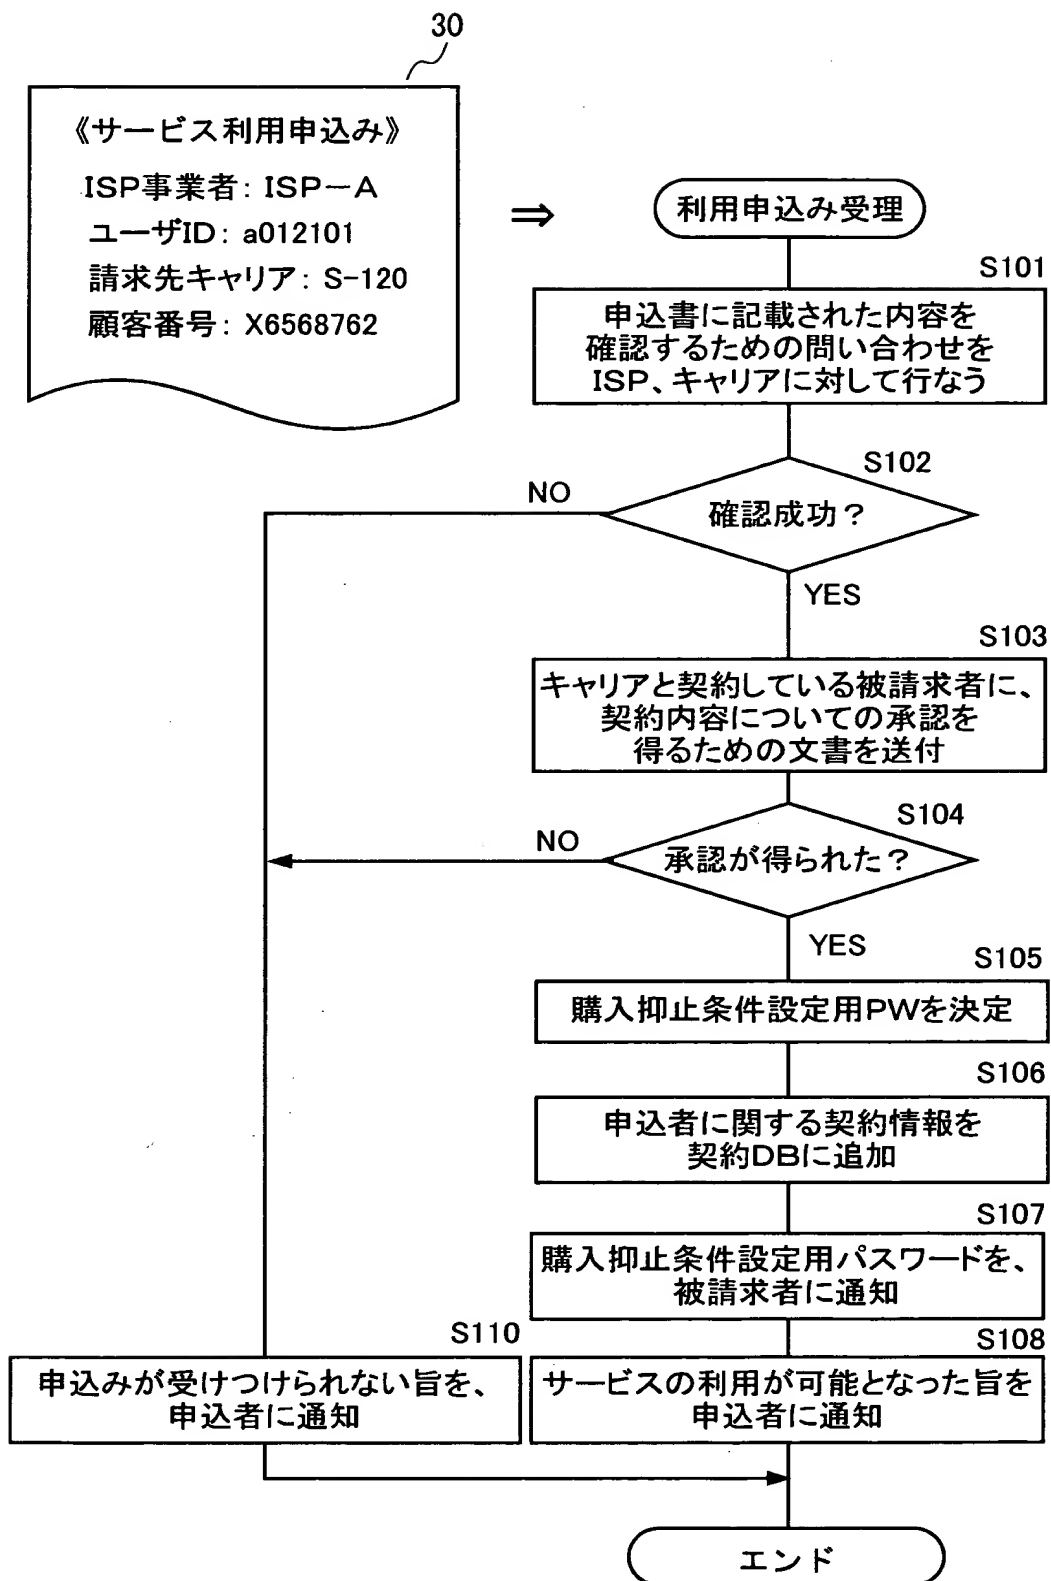 30
《サービス利用申込み》
ISP事業者：ISP－A
ユーザID：a012101
請求先キャリア：S-120
顧客番号：X6568762
⇒
利用申込み受理
S101
申込書に記載された内容を
確認するための問い合わせを
ISP、キャリアに対して行なう
S102
確認成功？
NO
YES
S103
キャリアと契約している被請求者に、
契約内容についての承認を
得るための文書を送付
S104
承認が得られた？
NO
YES
S105
購入抑止条件設定用PWを決定
S106
申込者に関する契約情報を
契約DBに追加
S107
購入抑止条件設定用パスワードを、
被請求者に通知
S110
申込みが受けつけられない旨を、
申込者に通知
S108
サービスの利用が可能となった旨を
申込者に通知
エンド